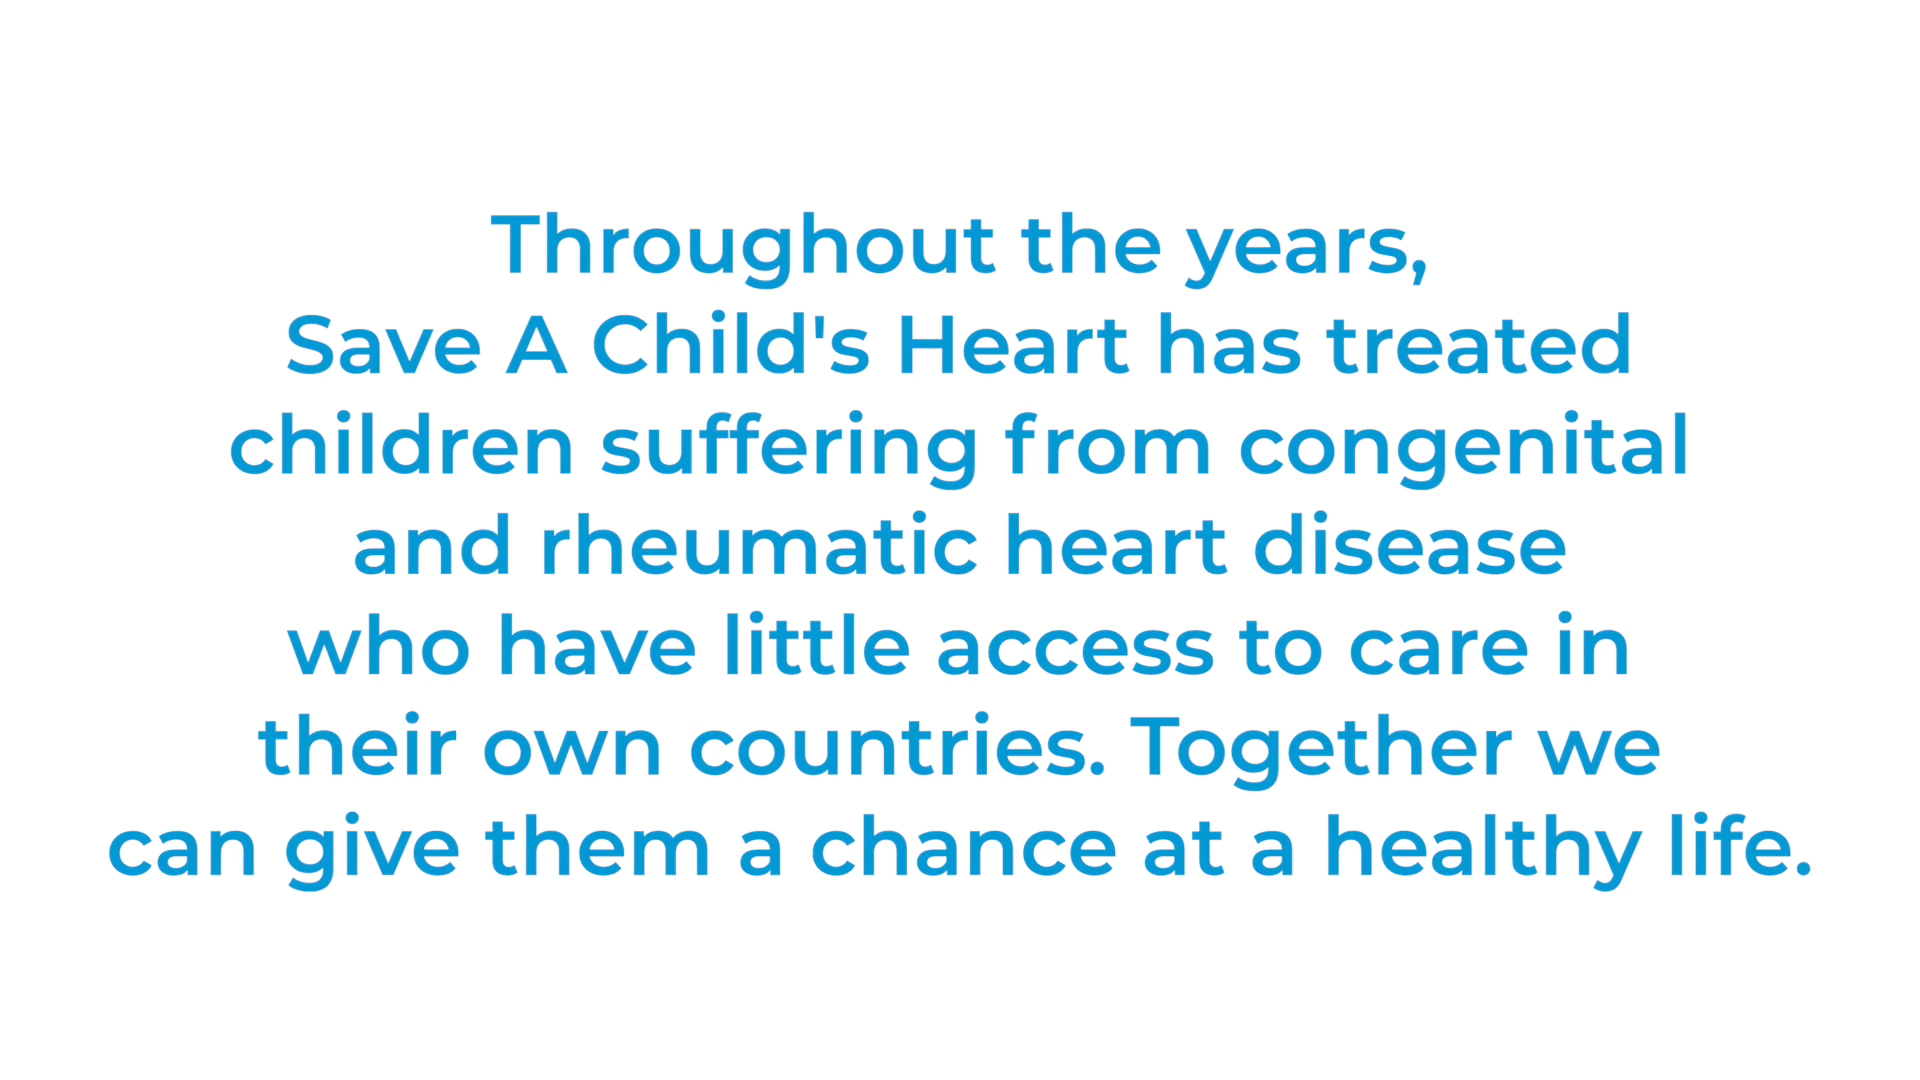 Throughout the years,
Save A Child's Heart has treated
children suffering from congenital
and rheumatic heart disease
who have little access to care in
their own countries. Together we
can give them a chance at a healthy life.